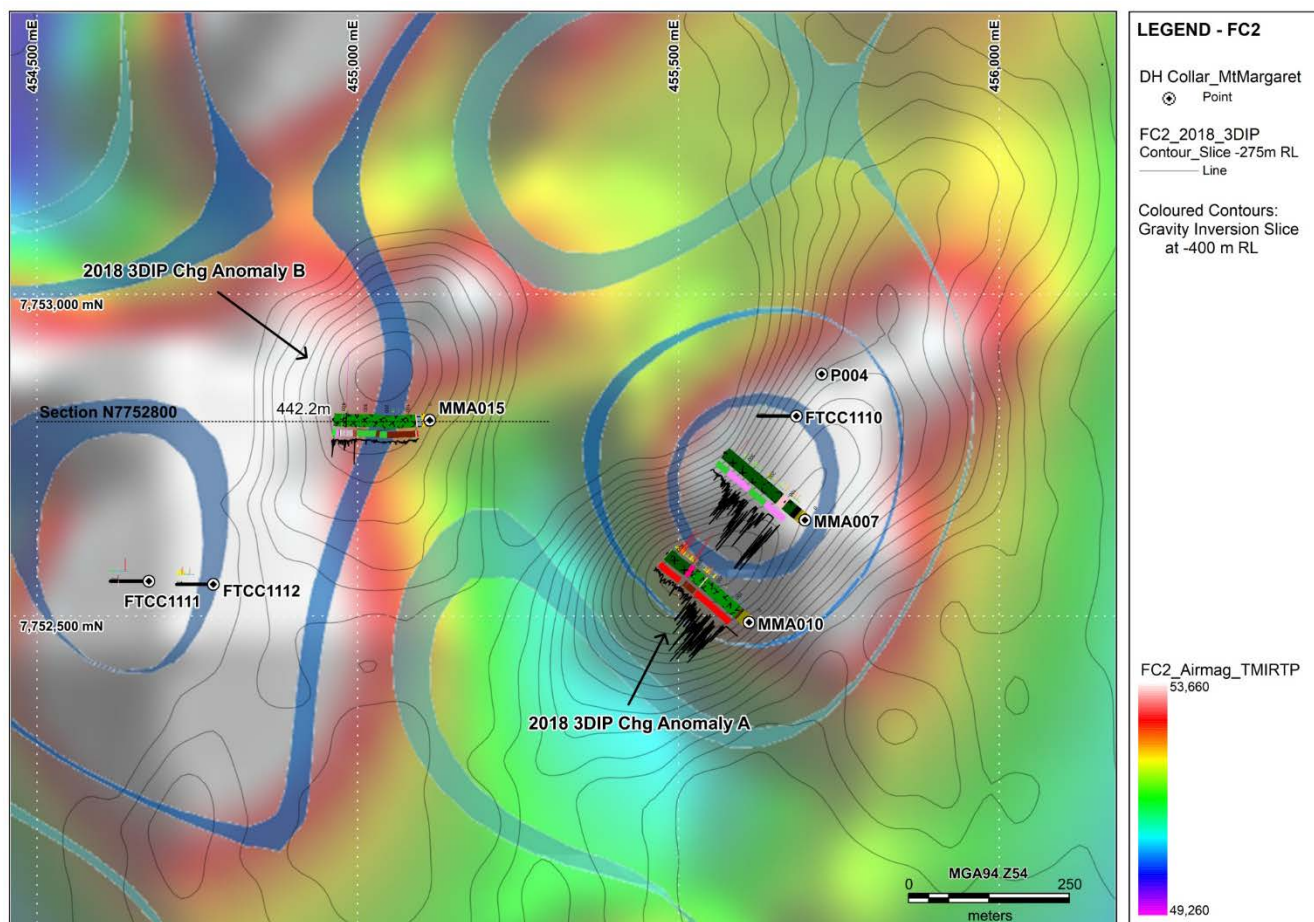 454,500 mE
455,000 mE
455,500 mE
456,000 mE
2018 3DIP Chg Anomaly B
7,753,000 mN
P004
FTCC1110
Section N7752800
442.2m
MMA015
MMA007
FTCC1111
FTCC1112
7,752,500 mN
MMA010
2018 3DIP Chg Anomaly A
MGA94 Z54
0
250
meters
LEGEND - FC2
DH Collar_MtMargaret
Point
FC2_2018_3DIP
Contour_Slice -275m RL
Line
Coloured Contours:
Gravity Inversion Slice
at -400 m RL
FC2_Airmag_TMIRTP
53,660
49,260